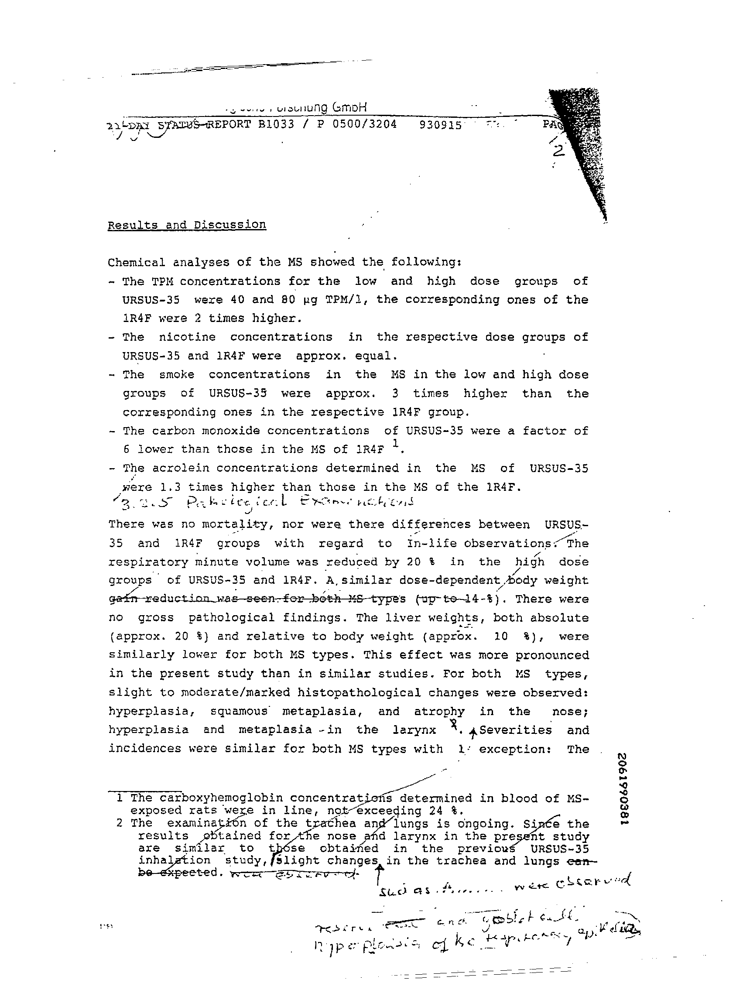 GmbH
21-DAY STATUS REPORT B1033 / P 0500/3204 930915
2
Results and Discussion
Chemical analyses of the MS showed the following:
- The TPM concentrations for the low and high dose groups of
URSUS-35 were 40 and 80 µg TPM/l, the corresponding ones of the
1R4F were 2 times higher.
- The nicotine concentrations in the respective dose groups of
URSUS-35 and 1R4F were approx. equal.
- The smoke concentrations in the MS in the low and high dose
groups of URSUS-35 were approx. 3 times higher than the
corresponding ones in the respective 1R4F group.
- The carbon monoxide concentrations of URSUS-35 were a factor of
6 lower than those in the MS of 1R4F 1.
- The acrolein concentrations determined in the MS of URSUS-35
were 1.3 times higher than those in the MS of the 1R4F.
3.2.5 Pathological Examinations
There was no mortality, nor were there differences between URSUS-
35 and 1R4F groups with regard to in-life observations. The
respiratory minute volume was reduced by 20 % in the high dose
groups of URSUS-35 and 1R4F. A similar dose-dependent body weight
gain reduction was seen for both MS types (up to 14 %). There were
no gross pathological findings. The liver weights, both absolute
(approx. 20 %) and relative to body weight (approx. 10 %), were
similarly lower for both MS types. This effect was more pronounced
in the present study than in similar studies. For both MS types,
slight to moderate/marked histopathological changes were observed:
hyperplasia, squamous metaplasia, and atrophy in the nose;
hyperplasia and metaplasia in the larynx 2. Severities and
incidences were similar for both MS types with 1 exception: The
1 The carboxyhemoglobin concentrations determined in blood of MS-
exposed rats were in line, not exceeding 24 %.
2 The examination of the trachea and lungs is ongoing. Since the
results obtained for the nose and larynx in the present study
are similar to those obtained in the previous URSUS-35
inhalation study, slight changes in the trachea and lungs can
be expected. were observed
such as were observed
and goblet cell
hyperplasia of the respiratory epithelia
2061990381